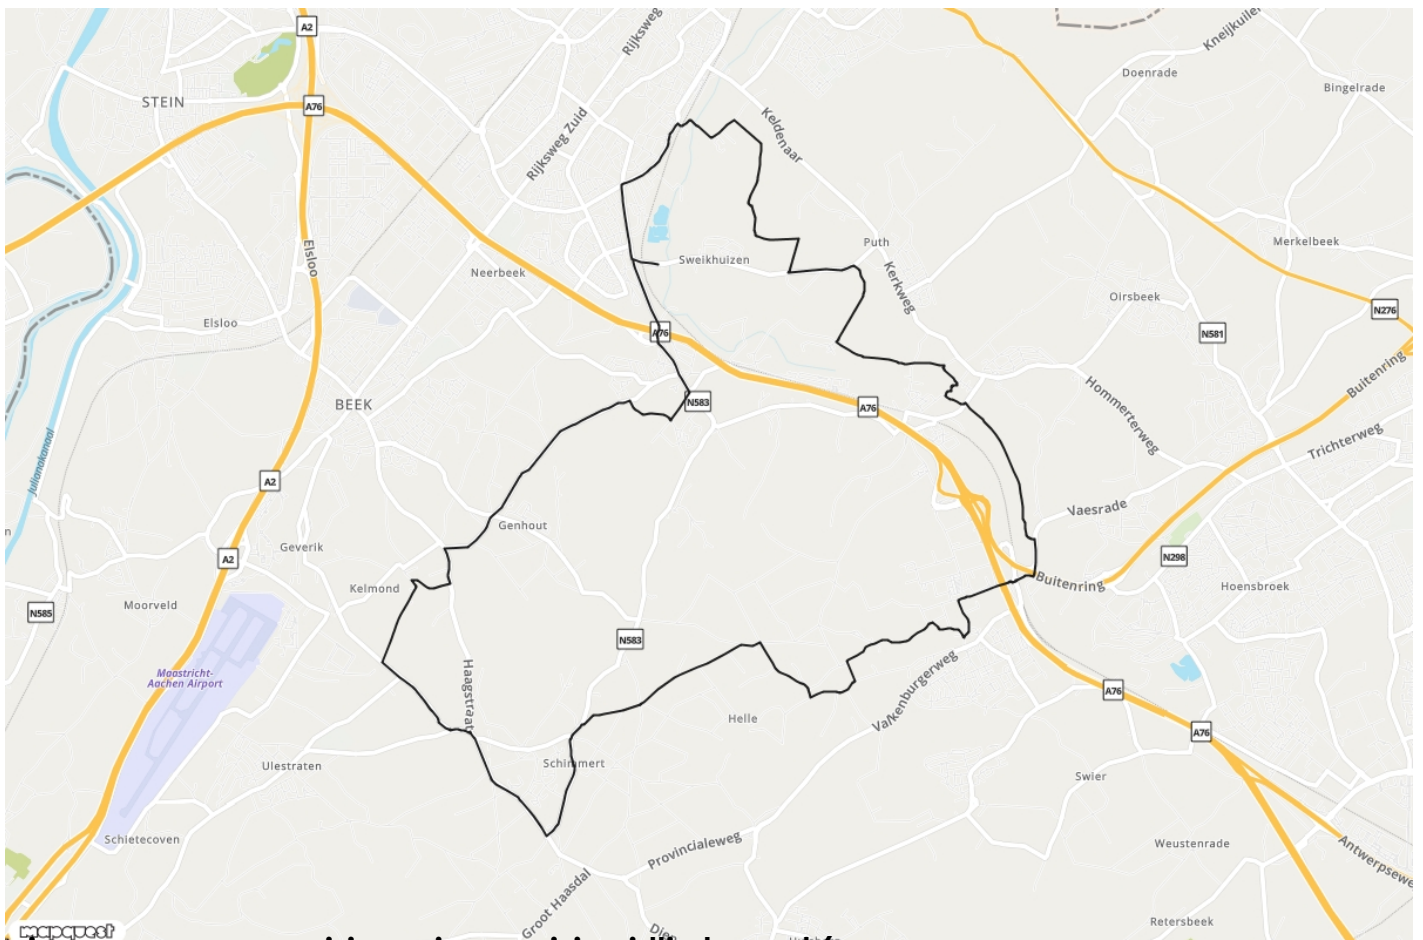 A2
Rijksweg
Kneijkuiler
Doenrade
Bingelrade
STEIN
A76
Keldenaar
Rijksweg Zuid
Elsloo
Puth
Merkelbeek
Sweikhuizen
Neerbeek
Kerkweg
Oirsbeek
N276
Elsloo
A76
N581
Buitenring
BEEK
N583
A76
Hommerterweg
Trichterweg
Julianakanaal
A2
Vaesrade
Genhout
Geverik
A2
N298
Kelmond
Buitenring
Hoensbroek
Moorveld
N585
N583
Maastricht-
Aachen Airport
Haagstraat
Valkenburgerweg
A76
Helle
A76
Ulestraten
Schimmert
Swier
Schietecoven
Provincialeweg
Weustenrade
Antwerpsewe
Groot Haasdal
Retersbeek
mapquest